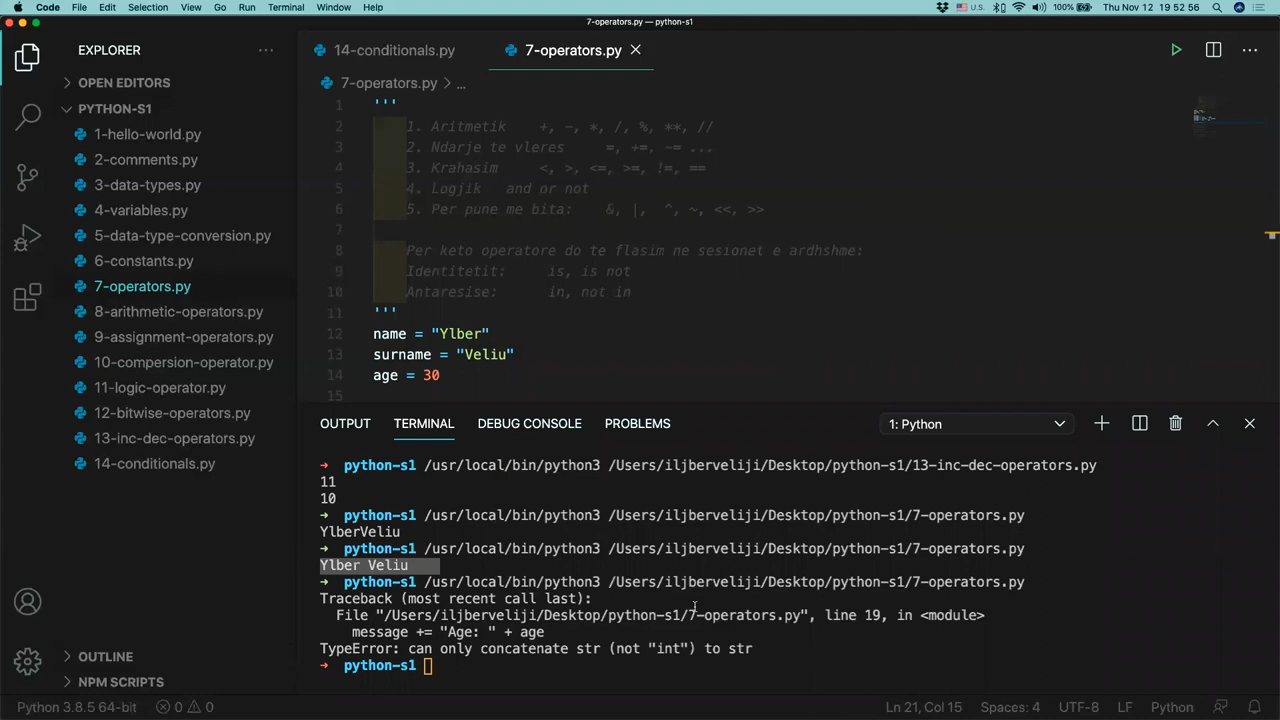 Code File Edit Selection View Go Run Terminal Window Help U.S. 100% Thu Nov 12 19:52:56
7-operators.py — python-s1
EXPLORER
OPEN EDITORS
PYTHON-S1
1-hello-world.py
2-comments.py
3-data-types.py
4-variables.py
5-data-type-conversion.py
6-constants.py
7-operators.py
8-arithmetic-operators.py
9-assignment-operators.py
10-compersion-operator.py
11-logic-operator.py
12-bitwise-operators.py
13-inc-dec-operators.py
14-conditionals.py
OUTLINE
NPM SCRIPTS
14-conditionals.py 7-operators.py
7-operators.py > ...
1 '''
2 1. Aritmetik +, -, *, /, %, **, //
3 2. Ndarje te vleres =, +=, -= ...
4 3. Krahasim <, >, <=, >=, !=, ==
5 4. Logjik and or not
6 5. Per pune me bita: &, |, ^, ~, <<, >>
7
8 Per keto operatore do te flasim ne sesionet e ardhshme:
9 Identitetit: is, is not
10 Antaresise: in, not in
11 '''
12 name = "Ylber"
13 surname = "Veliu"
14 age = 30
15
OUTPUT TERMINAL DEBUG CONSOLE PROBLEMS 1: Python
→ python-s1 /usr/local/bin/python3 /Users/iljberveliji/Desktop/python-s1/13-inc-dec-operators.py
11
10
→ python-s1 /usr/local/bin/python3 /Users/iljberveliji/Desktop/python-s1/7-operators.py
YlberVeliu
→ python-s1 /usr/local/bin/python3 /Users/iljberveliji/Desktop/python-s1/7-operators.py
Ylber Veliu
→ python-s1 /usr/local/bin/python3 /Users/iljberveliji/Desktop/python-s1/7-operators.py
Traceback (most recent call last):
File "/Users/iljberveliji/Desktop/python-s1/7-operators.py", line 19, in <module>
message += "Age: " + age
TypeError: can only concatenate str (not "int") to str
→ python-s1
Python 3.8.5 64-bit 0 0 Ln 21, Col 15 Spaces: 4 UTF-8 LF Python